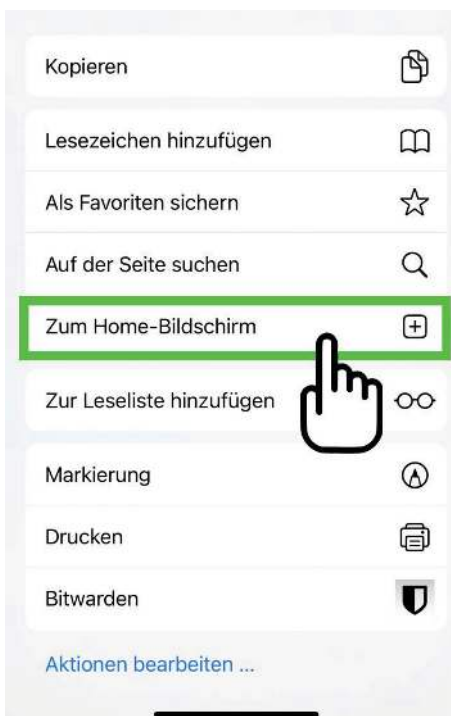 Kopieren
Lesezeichen hinzufügen
Als Favoriten sichern
Auf der Seite suchen
Zum Home-Bildschirm
Zur Leseliste hinzufügen
Markierung
Drucken
Bitwarden
Aktionen bearbeiten ...